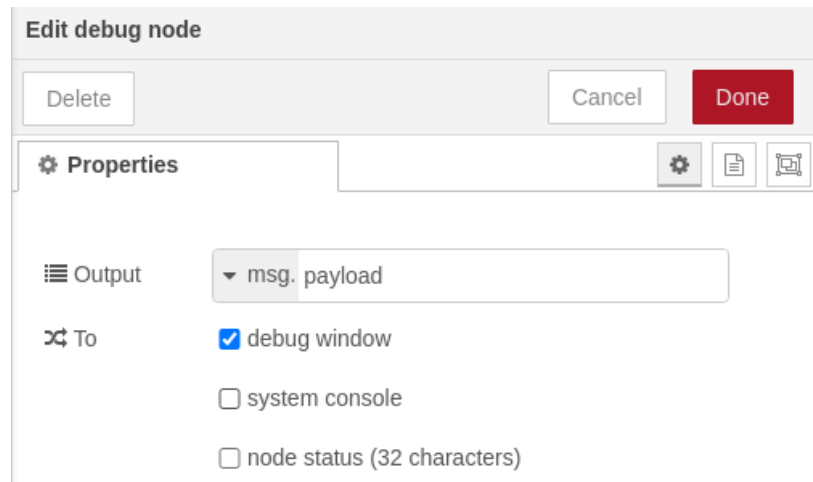 Edit debug node
Delete
Cancel
Done
Properties
Output
msg. payload
To
debug window
system console
node status (32 characters)